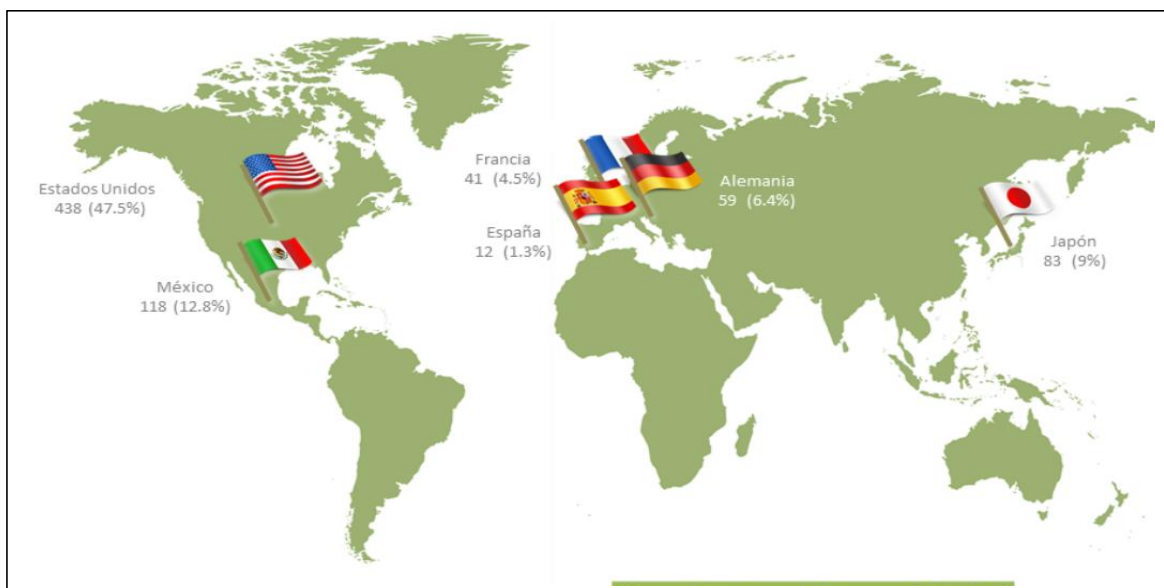 Estados Unidos
438 (47.5%)
México
118 (12.8%)
Francia
41 (4.5%)
España
12 (1.3%)
Alemania
59 (6.4%)
Japón
83 (9%)